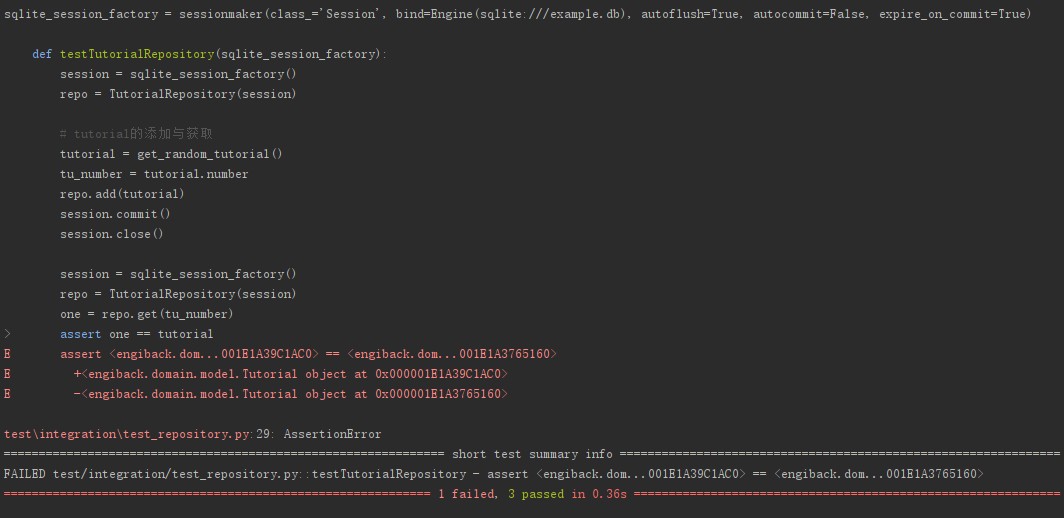 sqlite_session_factory = sessionmaker(class_='Session', bind=Engine(sqlite:///example.db), autoflush=True, autocommit=False, expire_on_commit=True)
def testTutorialRepository(sqlite_session_factory):
session = sqlite_session_factory()
repo = TutorialRepository(session)
# tutorial的添加与获取
tutorial = get_random_tutorial()
tu_number = tutorial.number
repo.add(tutorial)
session.commit()
session.close()
session = sqlite_session_factory()
repo = TutorialRepository(session)
one = repo.get(tu_number)
> assert one == tutorial
E assert <engiback.dom...001E1A39C1AC0> == <engiback.dom...001E1A3765160>
E +<engiback.domain.model.Tutorial object at 0x000001E1A39C1AC0>
E -<engiback.domain.model.Tutorial object at 0x000001E1A3765160>
test\integration\test_repository.py:29: AssertionError
=============================================================== short test summary info ================================================================
FAILED test/integration/test_repository.py::testTutorialRepository - assert <engiback.dom...001E1A39C1AC0> == <engiback.dom...001E1A3765160>
============================================================= 1 failed, 3 passed in 0.36s =============================================================